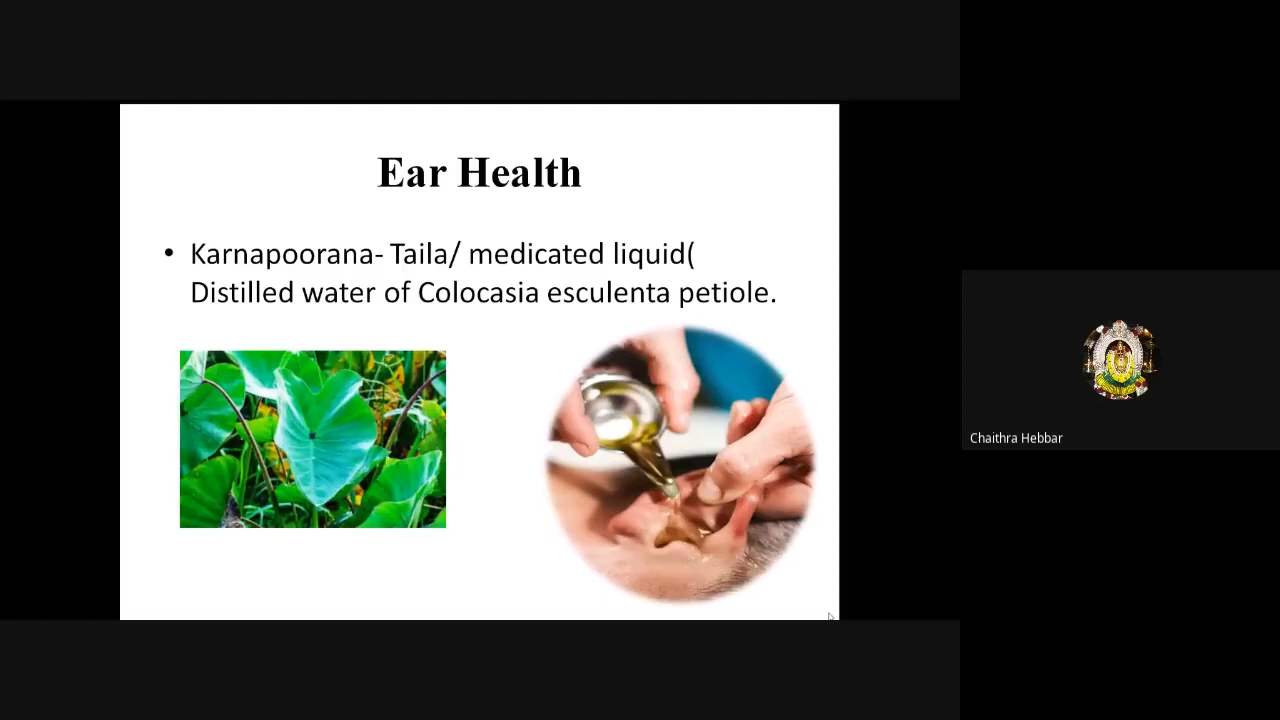 Ear Health
• Karnapoorana- Taila/ medicated liquid(
Distilled water of Colocasia esculenta petiole.
Chaithra Hebbar